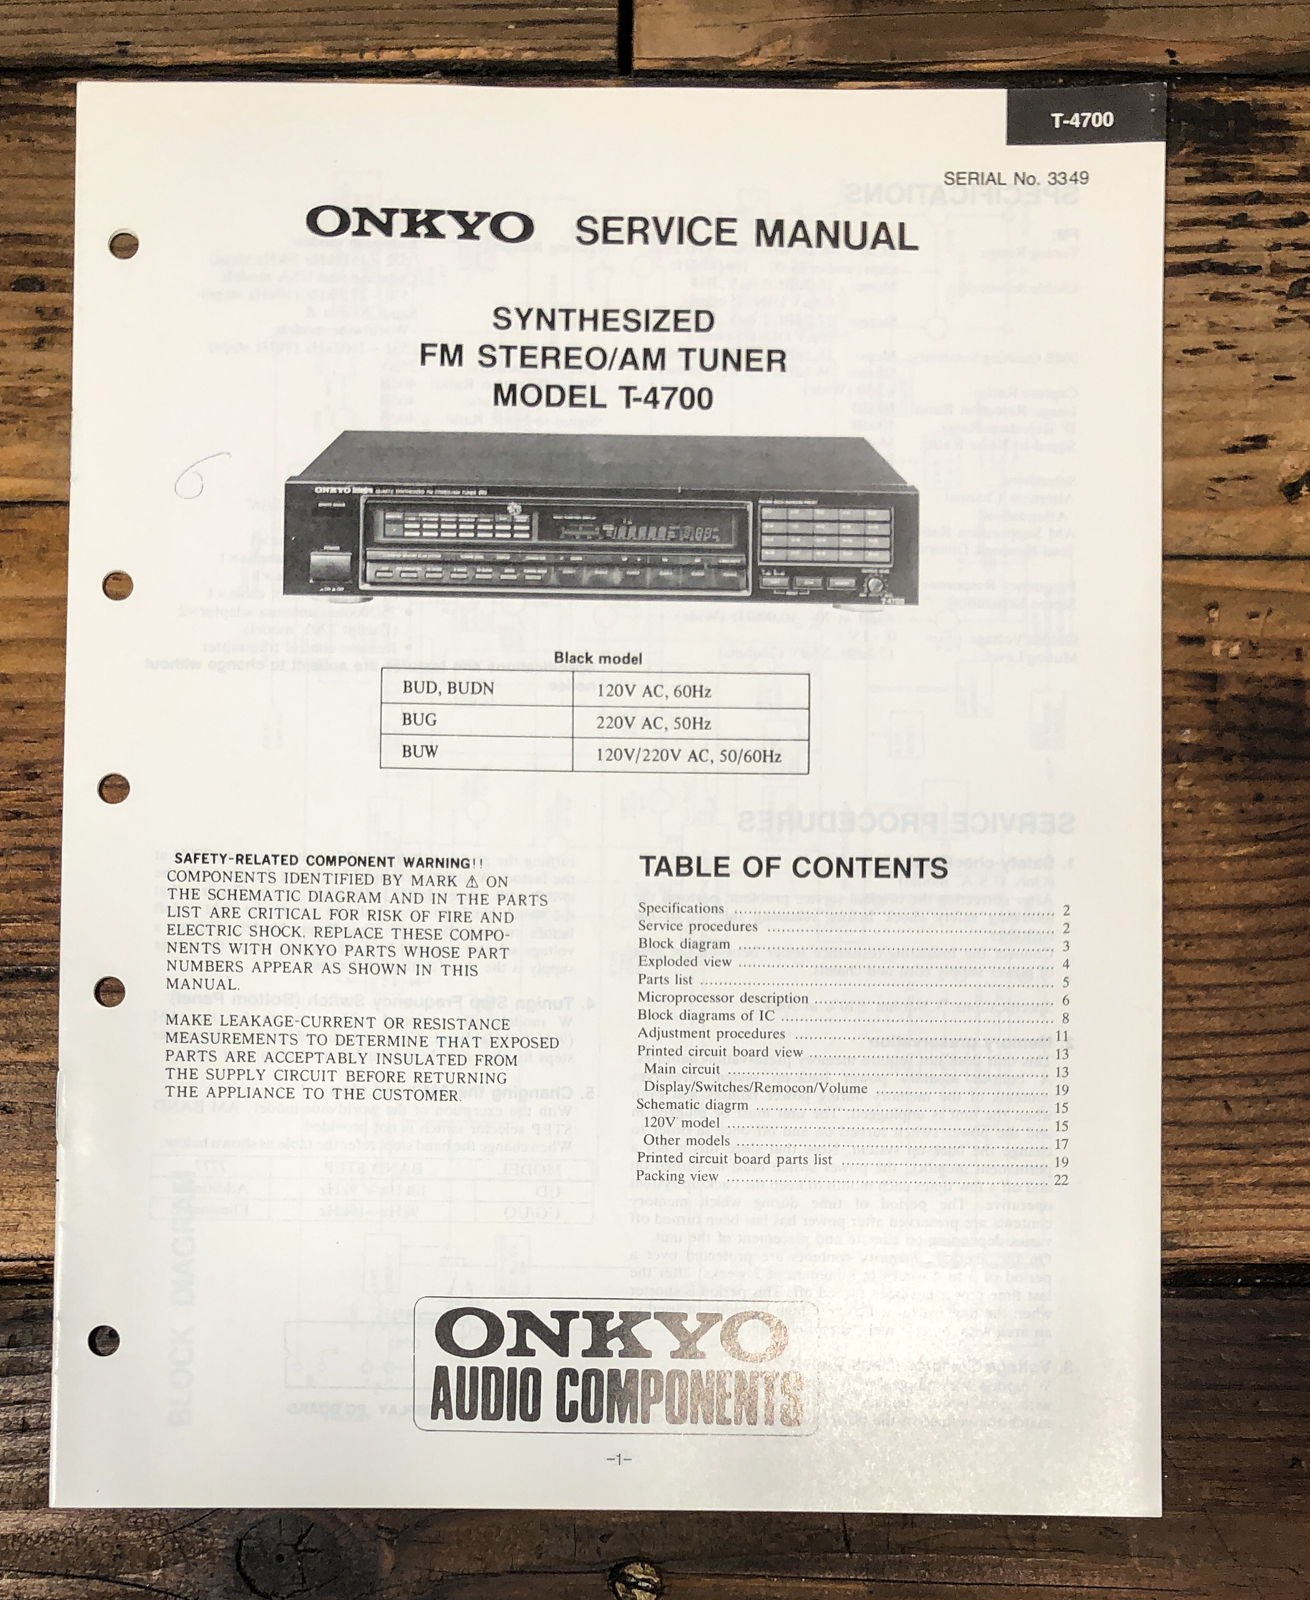 T-4700
SERIAL No. 3349
ONKYO SERVICE MANUAL
SYNTHESIZED
FM STEREO/AM TUNER
MODEL T-4700
6
ONKYO
POWER
T-4700
Black model
BUD, BUDN 120V AC, 60Hz
BUG 220V AC, 50Hz
BUW 120V/220V AC, 50/60Hz
SAFETY-RELATED COMPONENT WARNING!!
COMPONENTS IDENTIFIED BY MARK ⚠ ON
THE SCHEMATIC DIAGRAM AND IN THE PARTS
LIST ARE CRITICAL FOR RISK OF FIRE AND
ELECTRIC SHOCK. REPLACE THESE COMPO-
NENTS WITH ONKYO PARTS WHOSE PART
NUMBERS APPEAR AS SHOWN IN THIS
MANUAL.
MAKE LEAKAGE-CURRENT OR RESISTANCE
MEASUREMENTS TO DETERMINE THAT EXPOSED
PARTS ARE ACCEPTABLY INSULATED FROM
THE SUPPLY CIRCUIT BEFORE RETURNING
THE APPLIANCE TO THE CUSTOMER.
TABLE OF CONTENTS
Specifications 2
Service procedures 2
Block diagram 3
Exploded view 4
Parts list 5
Microprocessor description 6
Block diagrams of IC 8
Adjustment procedures 11
Printed circuit board view 13
Main circuit 13
Display/Switches/Remocon/Volume 19
Schematic diagrm 15
120V model 15
Other models 17
Printed circuit board parts list 19
Packing view 22
ONKYO
AUDIO COMPONENTS
–1–